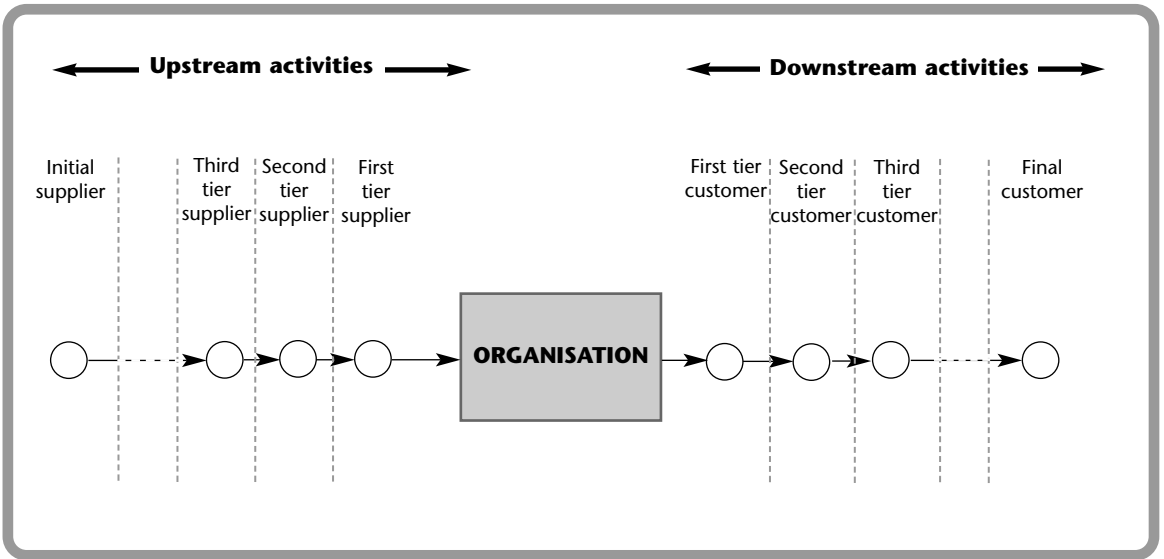 Upstream activities
Downstream activities
Initial
supplier
Third
tier
supplier
Second
tier
supplier
First
tier
supplier
First tier
customer
Second
tier
customer
Third
tier
customer
Final
customer
ORGANISATION